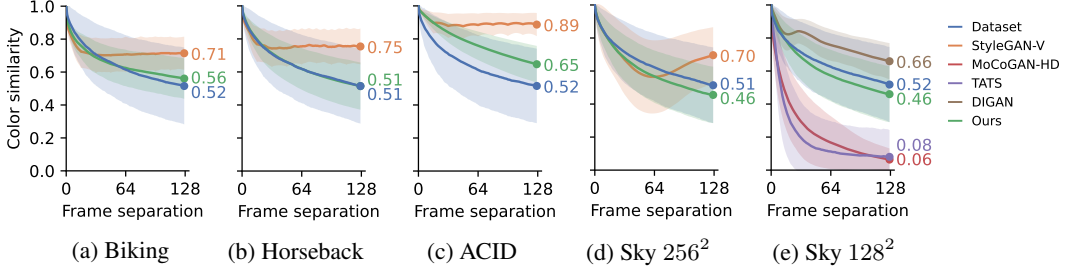 Color similarity
1.0
0.8
0.6
0.4
0.2
0.0
0.71
0.56
0.52
0 64 128
Frame separation
(a) Biking
0.75
0.51
0.51
0 64 128
Frame separation
(b) Horseback
0.89
0.65
0.52
0 64 128
Frame separation
(c) ACID
0.70
0.51
0.46
0 64 128
Frame separation
(d) Sky 256²
0.66
0.52
0.46
0.08
0.06
0 64 128
Frame separation
(e) Sky 128²
Dataset
StyleGAN-V
MoCoGAN-HD
TATS
DIGAN
Ours